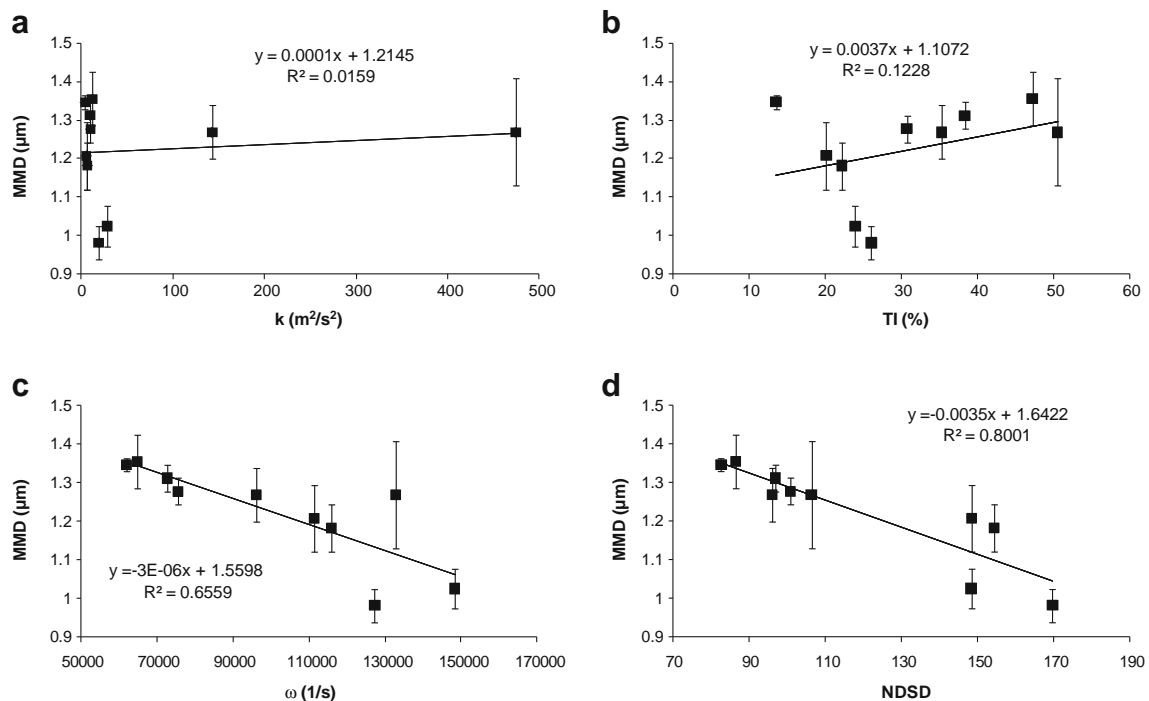 a
y = 0.0001x + 1.2145
R² = 0.0159
MMD (µm)
1.5
1.4
1.3
1.2
1.1
1
0.9
0 100 200 300 400 500
k (m²/s²)
b
y = 0.0037x + 1.1072
R² = 0.1228
MMD (µm)
1.5
1.4
1.3
1.2
1.1
1
0.9
0 10 20 30 40 50 60
TI (%)
c
y =-3E-06x + 1.5598
R² = 0.6559
MMD (µm)
1.5
1.4
1.3
1.2
1.1
1
0.9
50000 70000 90000 110000 130000 150000 170000
ω (1/s)
d
y =-0.0035x + 1.6422
R² = 0.8001
MMD (µm)
1.5
1.4
1.3
1.2
1.1
1
0.9
70 90 110 130 150 170 190
NDSD